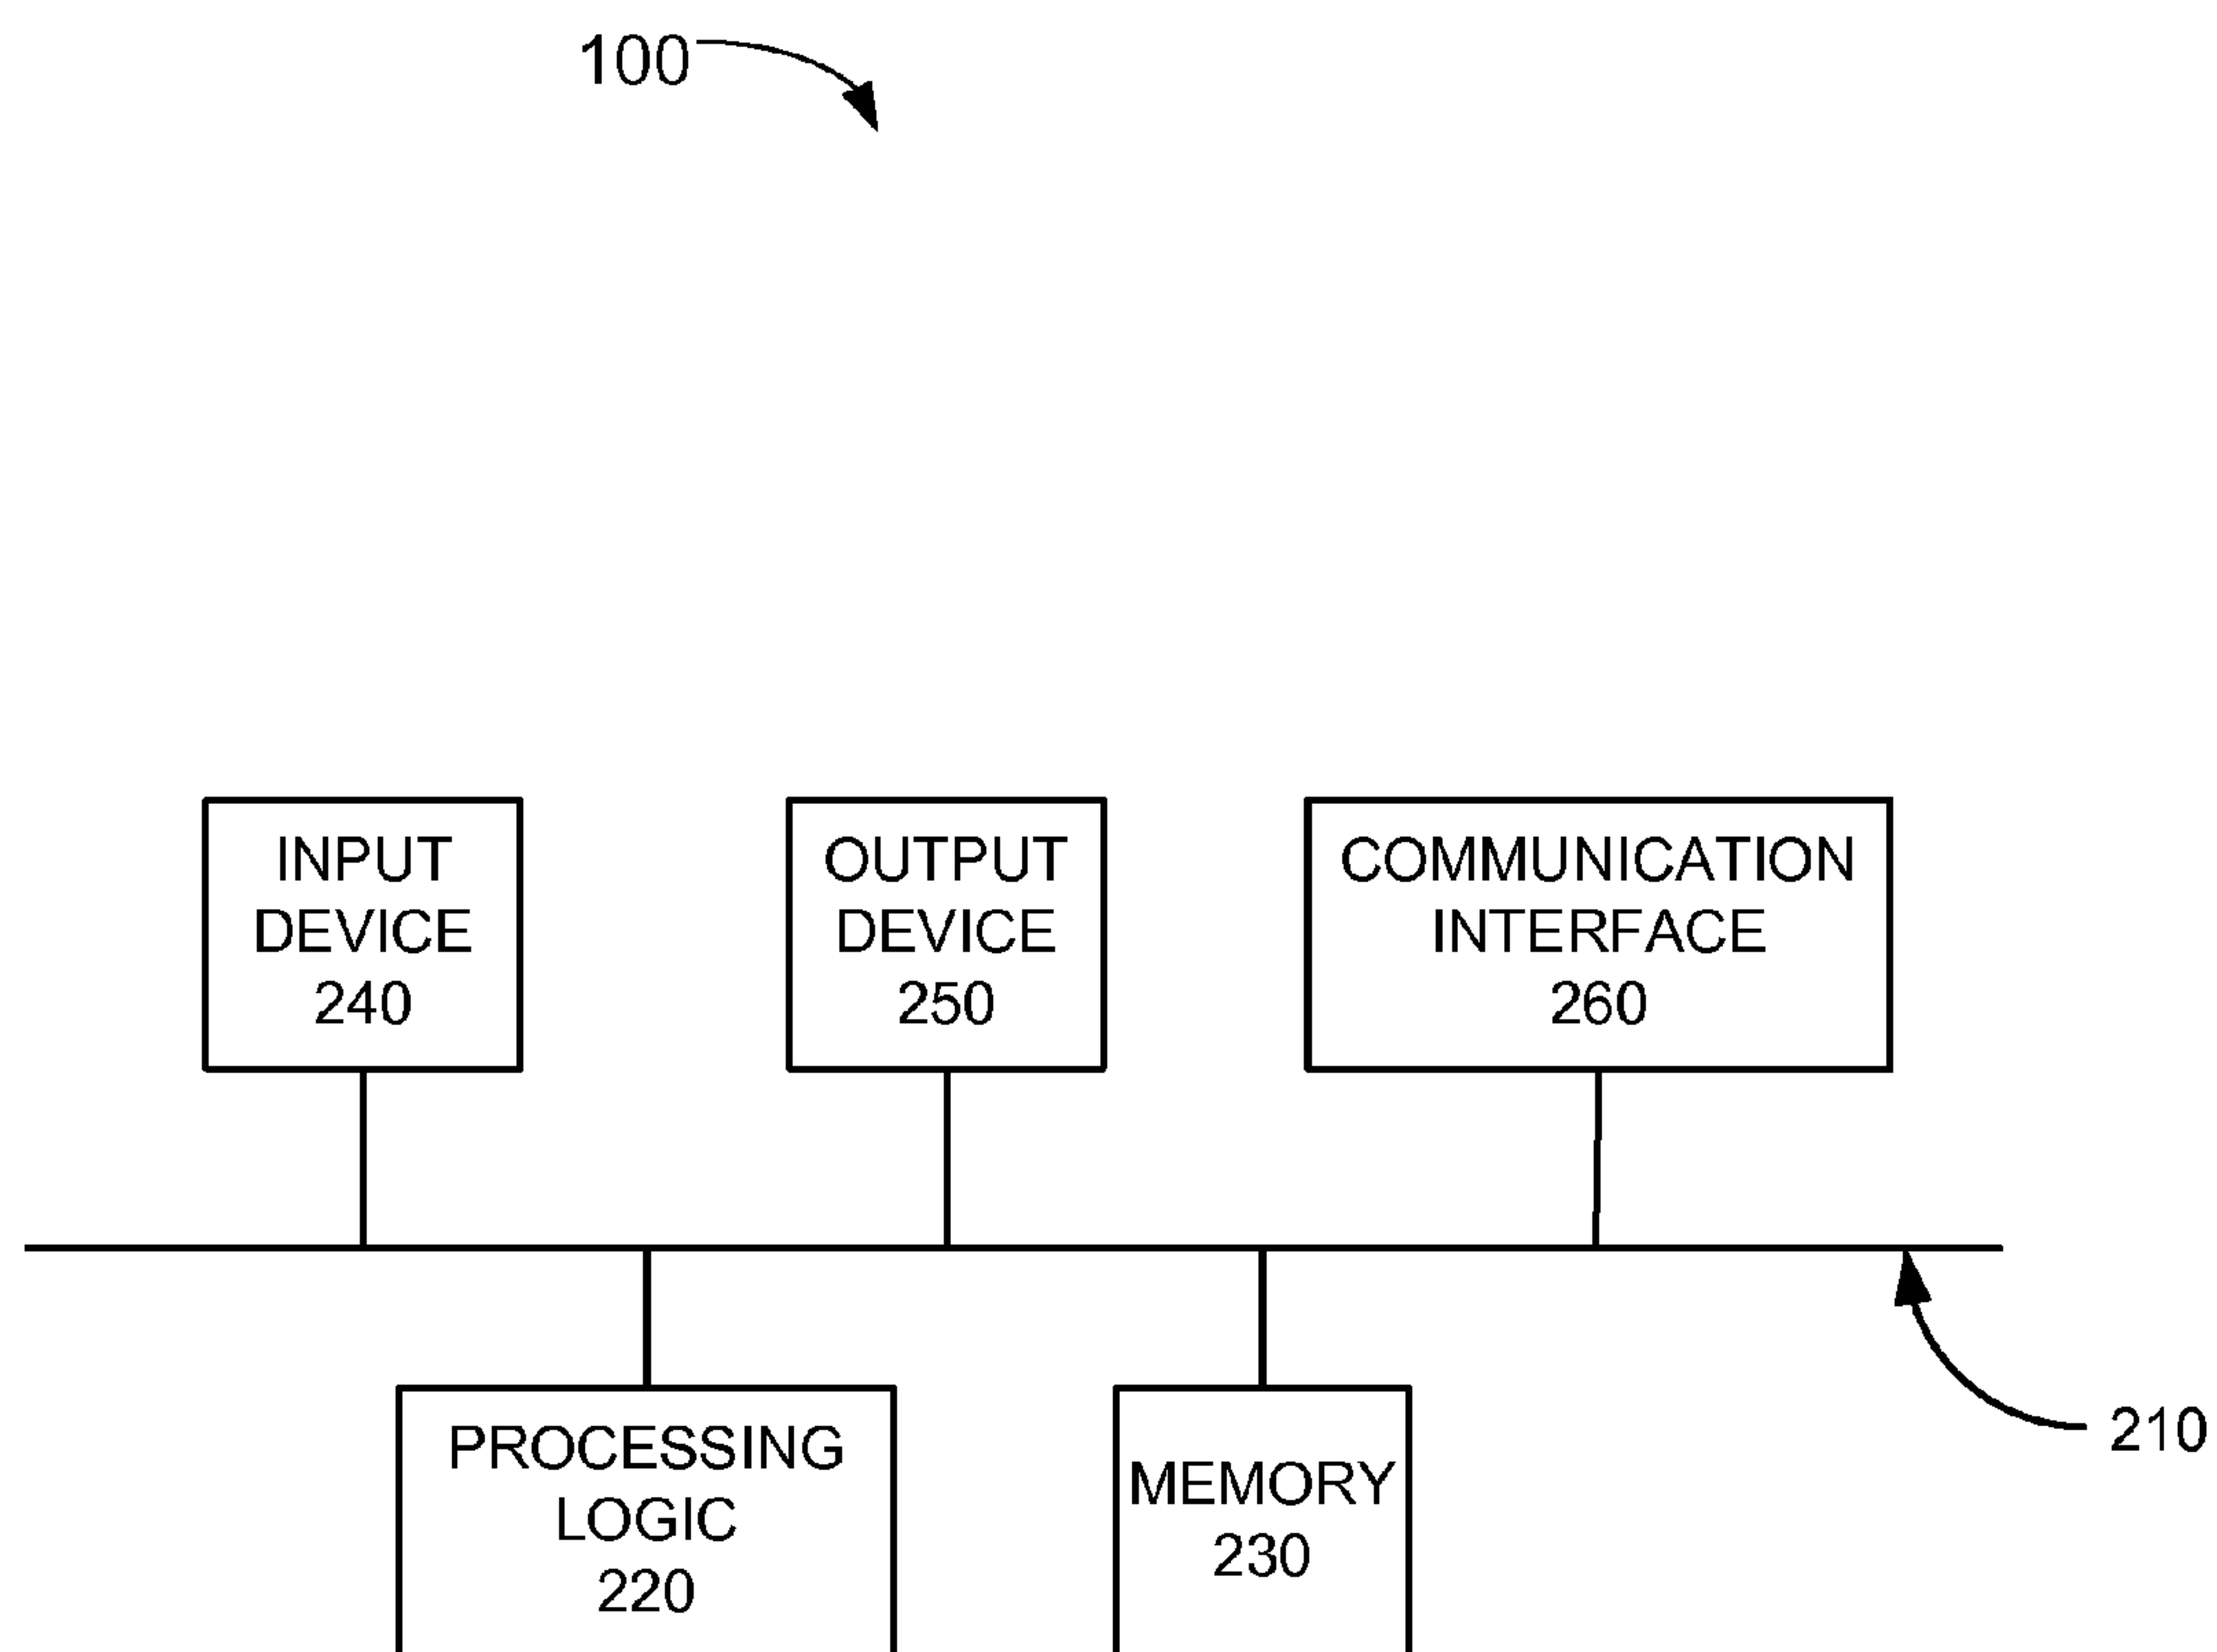 100
INPUT
DEVICE
240
OUTPUT
DEVICE
250
COMMUNICATION
INTERFACE
260
PROCESSING
LOGIC
220
MEMORY
230
210